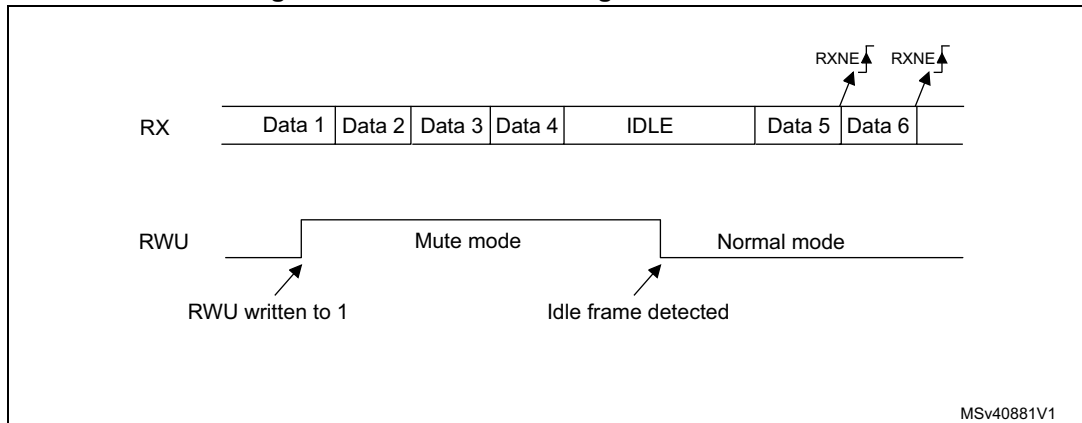 RXNE RXNE
RX Data 1 Data 2 Data 3 Data 4 IDLE Data 5 Data 6
RWU Mute mode Normal mode
RWU written to 1 Idle frame detected
MSv40881V1